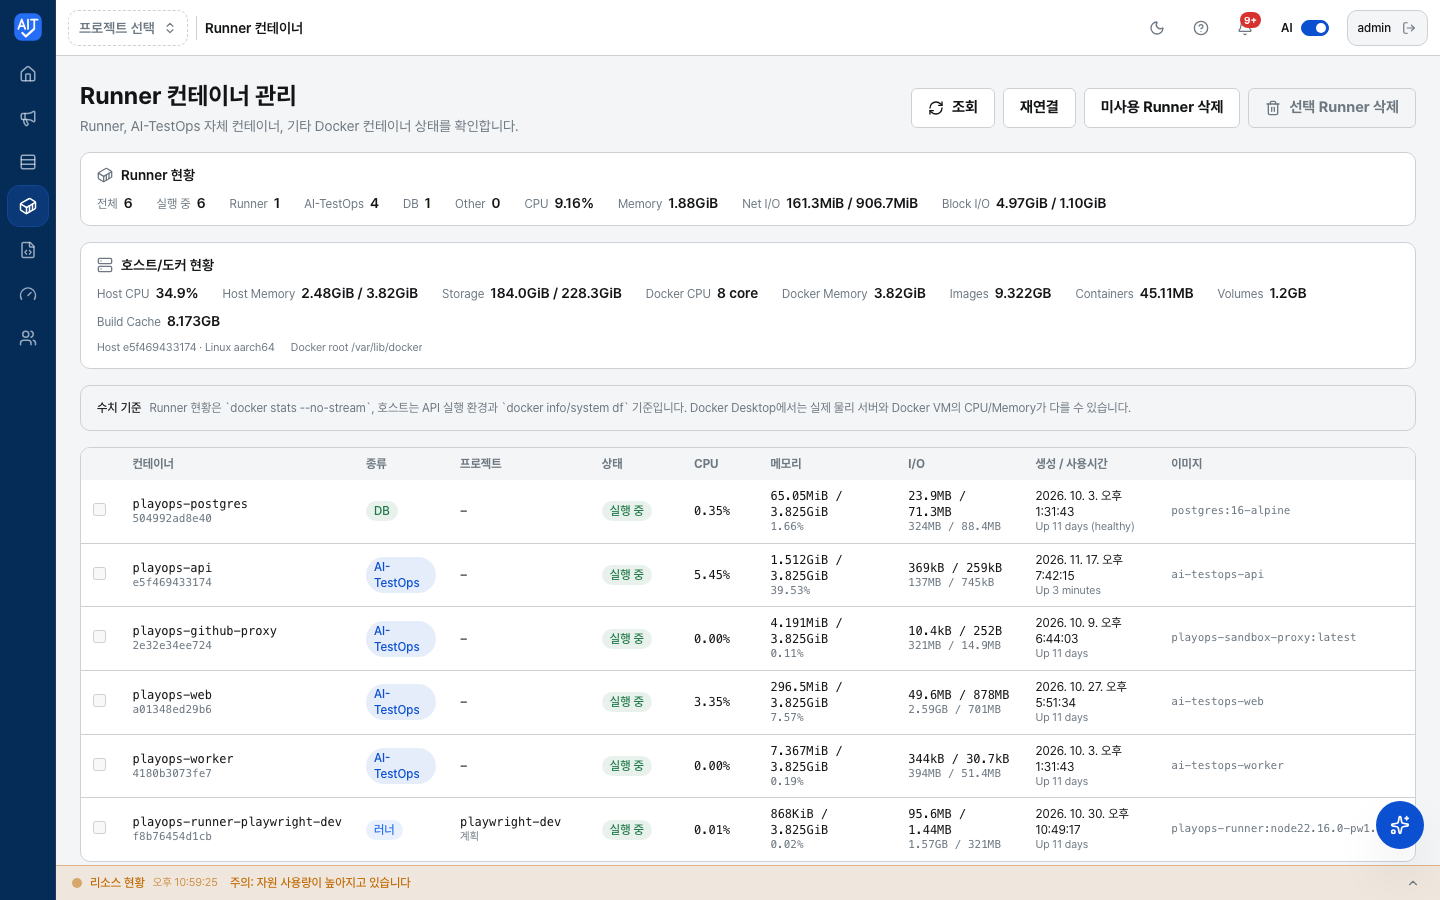 AIT
프로젝트 선택
Runner 컨테이너
9+
AI
admin
Runner 컨테이너 관리
Runner, AI-TestOps 자체 컨테이너, 기타 Docker 컨테이너 상태를 확인합니다.
조회
재연결
미사용 Runner 삭제
선택 Runner 삭제
Runner 현황
전체 6 실행 중 6 Runner 1 AI-TestOps 4 DB 1 Other 0 CPU 9.16% Memory 1.88GiB Net I/O 161.3MiB / 906.7MiB Block I/O 4.97GiB / 1.10GiB
호스트/도커 현황
Host CPU 34.9% Host Memory 2.48GiB / 3.82GiB Storage 184.0GiB / 228.3GiB Docker CPU 8 core Docker Memory 3.82GiB Images 9.322GB Containers 45.11MB Volumes 1.2GB
Build Cache 8.173GB
Host e5f469433174 · Linux aarch64 Docker root /var/lib/docker
수치 기준 Runner 현황은 `docker stats --no-stream`, 호스트는 API 실행 환경과 `docker info/system df` 기준입니다. Docker Desktop에서는 실제 물리 서버와 Docker VM의 CPU/Memory가 다를 수 있습니다.
컨테이너 종류 프로젝트 상태 CPU 메모리 I/O 생성 / 사용시간 이미지
playops-postgres
504992ad8e40
DB
–
실행 중
0.35%
65.05MiB /
3.825GiB
1.66%
23.9MB /
71.3MB
324MB / 88.4MB
2026. 10. 3. 오후
1:31:43
Up 11 days (healthy)
postgres:16-alpine
playops-api
e5f469433174
AI-
TestOps
–
실행 중
5.45%
1.512GiB /
3.825GiB
39.53%
369kB / 259kB
137MB / 745kB
2026. 11. 17. 오후
7:42:15
Up 3 minutes
ai-testops-api
playops-github-proxy
2e32e34ee724
AI-
TestOps
–
실행 중
0.00%
4.191MiB /
3.825GiB
0.11%
10.4kB / 252B
321MB / 14.9MB
2026. 10. 9. 오후
6:44:03
Up 11 days
playops-sandbox-proxy:latest
playops-web
a01348ed29b6
AI-
TestOps
–
실행 중
3.35%
296.5MiB /
3.825GiB
7.57%
49.6MB / 878MB
2.59GB / 701MB
2026. 10. 27. 오후
5:51:34
Up 11 days
ai-testops-web
playops-worker
4180b3073fe7
AI-
TestOps
–
실행 중
0.00%
7.367MiB /
3.825GiB
0.19%
344kB / 30.7kB
394MB / 51.4MB
2026. 10. 3. 오후
1:31:43
Up 11 days
ai-testops-worker
playops-runner-playwright-dev
f8b76454d1cb
러너
playwright-dev
계획
실행 중
0.01%
868KiB /
3.825GiB
0.02%
95.6MB /
1.44MB
1.57GB / 321MB
2026. 10. 30. 오후
10:49:17
Up 11 days
playops-runner:node22.16.0-pw1.
리소스 현황 오후 10:59:25 주의: 자원 사용량이 높아지고 있습니다